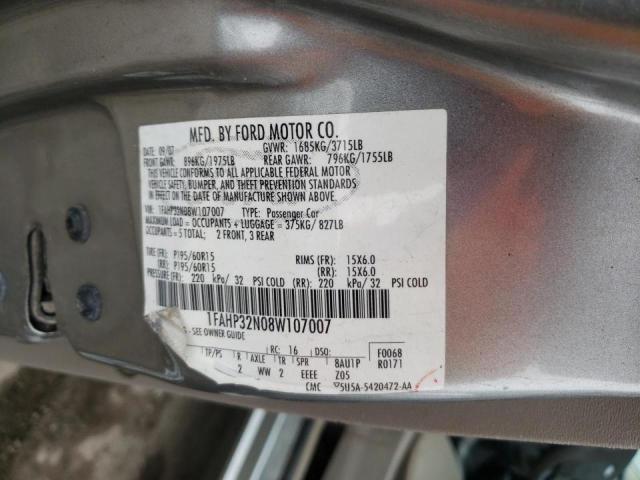 MFD. BY FORD MOTOR CO.
DATE: 09/07 GVWR: 1685KG/3715LB
FRONT GAWR: 896KG/1975LB REAR GAWR: 796KG/1755LB
THIS VEHICLE CONFORMS TO ALL APPLICABLE FEDERAL MOTOR
VEHICLE SAFETY, BUMPER, AND THEFT PREVENTION STANDARDS
IN EFFECT ON THE DATE OF MANUFACTURE SHOWN ABOVE.
VIN: 1FAHP32N08W107007 TYPE: Passenger Car
MAXIMUM LOAD = OCCUPANTS + LUGGAGE = 375KG/827LB
OCCUPANTS = 5 TOTAL: 2 FRONT, 3 REAR
TIRE (FR): P195/60R15 RIMS (FR): 15X6.0
(RR): P195/60R15 (RR): 15X6.0
PRESSURE (FR): 220 kPa/ 32 PSI COLD (RR): 220 kPa/ 32 PSI COLD
1FAHP32N08W107007
- SEE OWNER GUIDE
RC: 16 DSO: F0068
TP/PS R AXLE TR SPR 8AU1P R0171
2 WW 2 EEEE Z05
CMC 5U5A-5420472-AA